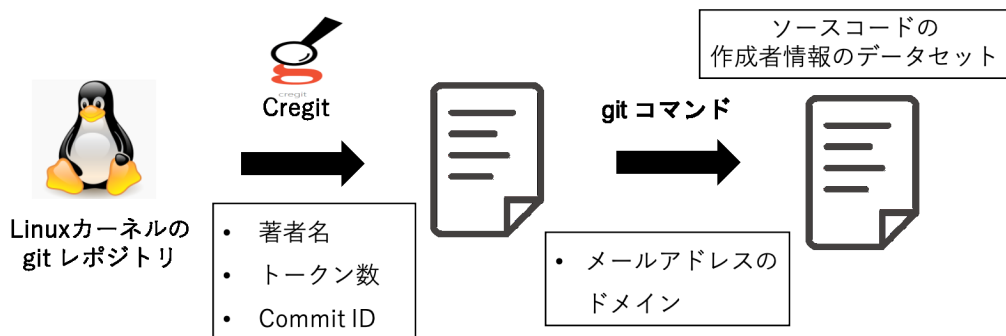 ソースコードの
作成者情報のデータセット
cregit
Cregit
git コマンド
Linuxカーネルの
git レポジトリ
• 著者名
• トークン数
• Commit ID
• メールアドレスの
ドメイン